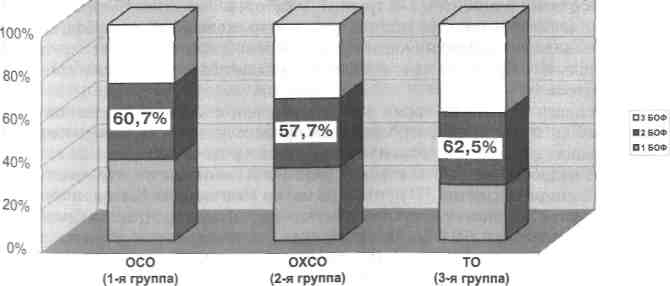 100%
80%
60%
40%
20%
0%
60,7%
57,7%
62,5%
3 БОФ
2 БОФ
1 БОФ
ОСО
(1-я группа)
ОХСО
(2-я группа)
ТО
(3-я группа)